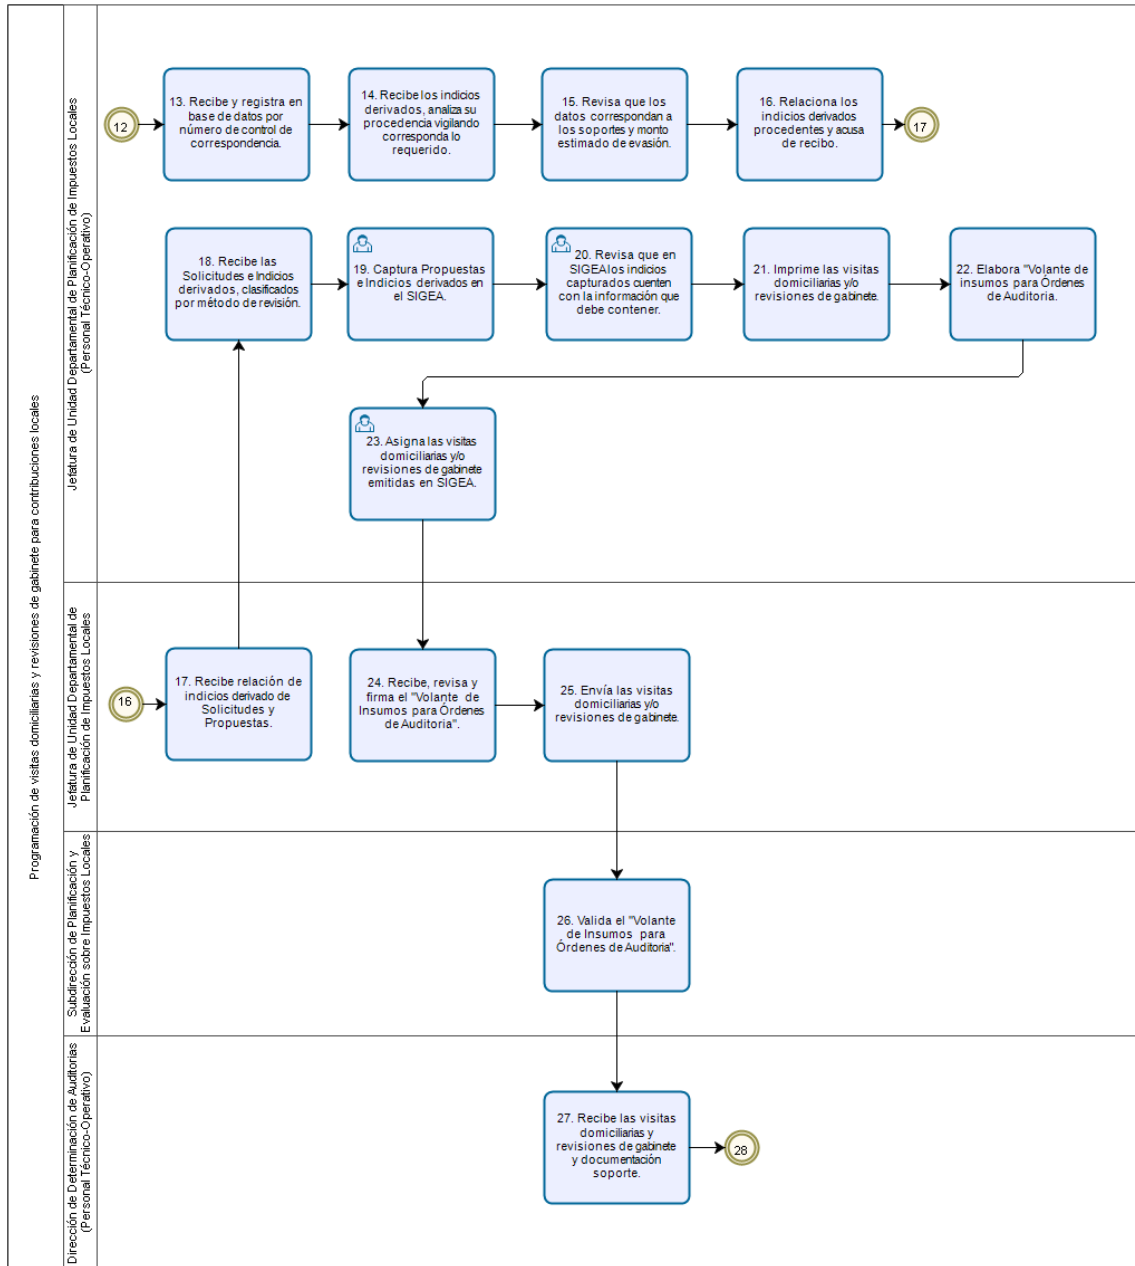 Programación de visitas domiciliarias y revisiones de gabinete para contribuciones locales
Jefatura de Unidad Departamental de Planificación de Impuestos Locales
(Personal Técnico-Operativo)
12
13. Recibe y registra en
base de datos por
número de control de
correspondencia.
14. Recibe los indicios
derivados, analiza su
procedencia vigilando
corresponda lo
requerido.
15. Revisa que los
datos correspondan a
los soportes y monto
estimado de evasión.
16. Relaciona los
indicios derivados
procedentes y acusa
de recibo.
17
18. Recibe las
Solicitudes e Indicios
derivados, clasificados
por método de revisión.
19. Captura Propuestas
e Indicios derivados en
el SIGEA.
20. Revisa que en
SIGEA los indicios
capturados cuenten
con la información que
debe contener.
21. Imprime las visitas
domiciliarias y/o
revisiones de gabinete.
22. Elabora "Volante de
insumos para Órdenes
de Auditoria.
23. Asigna las visitas
domiciliarias y/o
revisiones de gabinete
emitidas en SIGEA.
Jefatura de Unidad Departamental de
Planificación de Impuestos Locales
16
17. Recibe relación de
indicios derivado de
Solicitudes y
Propuestas.
24. Recibe, revisa y
firma el "Volante de
Insumos para Órdenes
de Auditoria".
25. Envía las visitas
domiciliarias y/o
revisiones de gabinete.
Subdirección de Planificación y
Evaluación sobre Impuestos Locales
26. Valida el "Volante
de Insumos para
Órdenes de Auditoria".
Dirección de Determinación de Auditorías
(Personal Técnico-Operativo)
27. Recibe las visitas
domiciliarias y
revisiones de gabinete
y documentación
soporte.
28